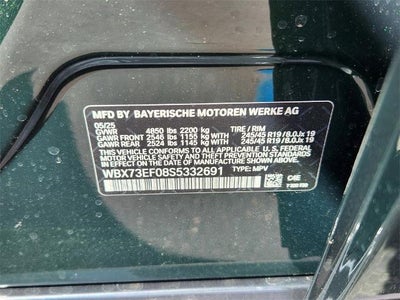 MFD BY BAYERISCHE MOTOREN WERKE AG
05/25
GVWR 4850 lbs 2200 kg TIRE / RIM
GAWR FRONT 2546 lbs 1155 kg WITH 245/45 R19 / 8.0Jx 19
GAWR REAR 2524 lbs 1145 kg WITH 245/45 R19 / 8.0Jx 19
THIS VEHICLE CONFORMS TO ALL APPLICABLE U.S. FEDERAL
MOTOR VEHICLE SAFETY
STANDARDS IN EFFECT ON THE DATE OF MANUFACTURE SHOWN ABOVE.
WBX73EF08S5332691 TYPE: MPV
C4E